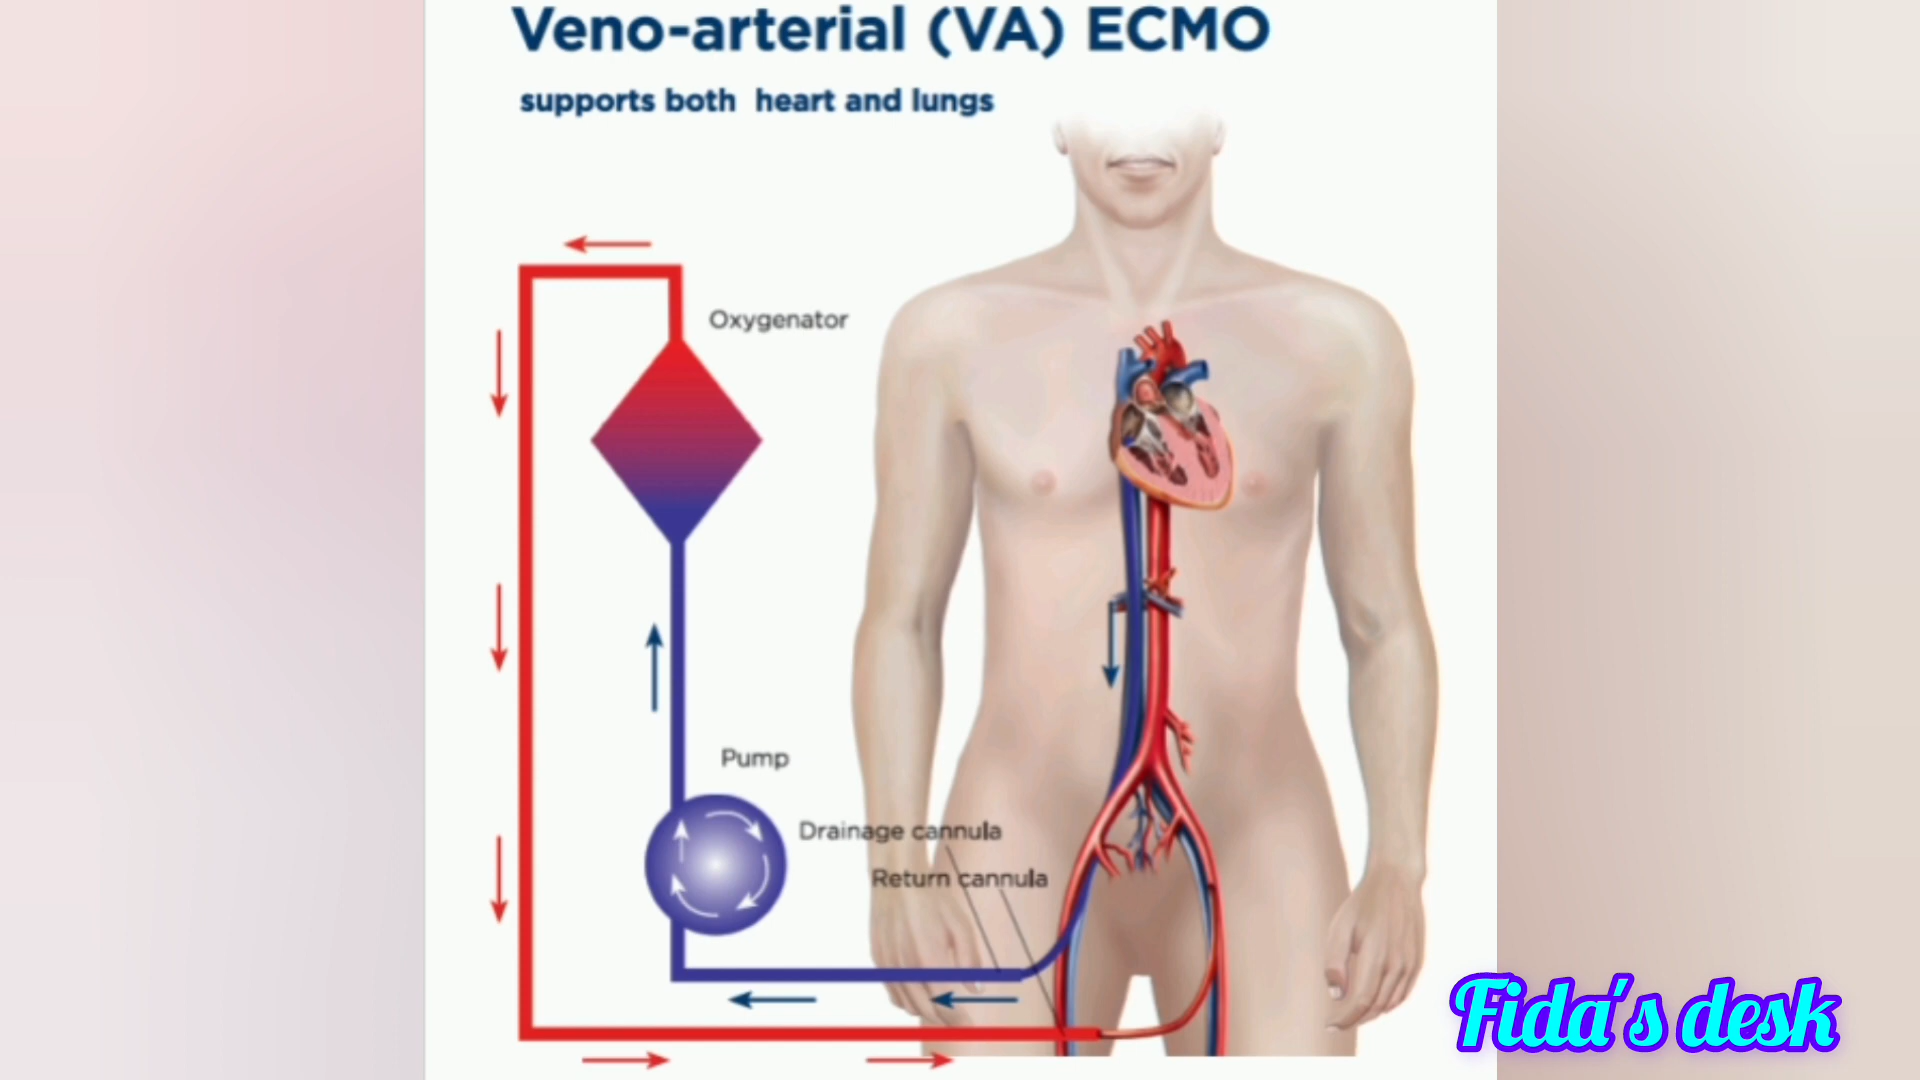 Veno-arterial (VA) ECMO
supports both heart and lungs
Oxygenator
Pump
Drainage cannula
Return cannula
Fida's desk